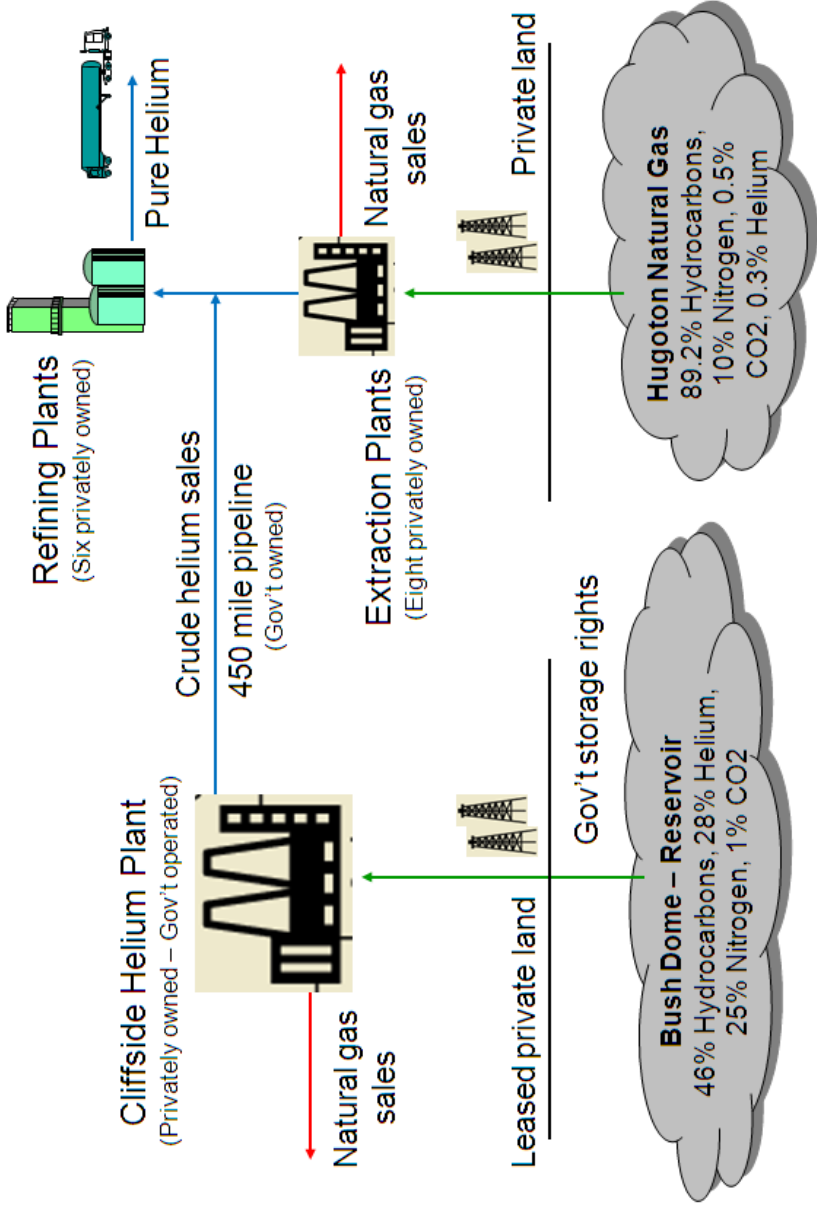 Refining Plants
(Six privately owned)
Pure Helium
Cliffside Helium Plant
(Privately owned – Gov't operated)
Crude helium sales
450 mile pipeline
(Gov't owned)
Natural gas
sales
Extraction Plants
(Eight privately owned)
Natural gas
sales
Leased private land
Gov't storage rights
Private land
Bush Dome – Reservoir
46% Hydrocarbons, 28% Helium,
25% Nitrogen, 1% CO2
Hugoton Natural Gas
89.2% Hydrocarbons,
10% Nitrogen, 0.5%
CO2, 0.3% Helium